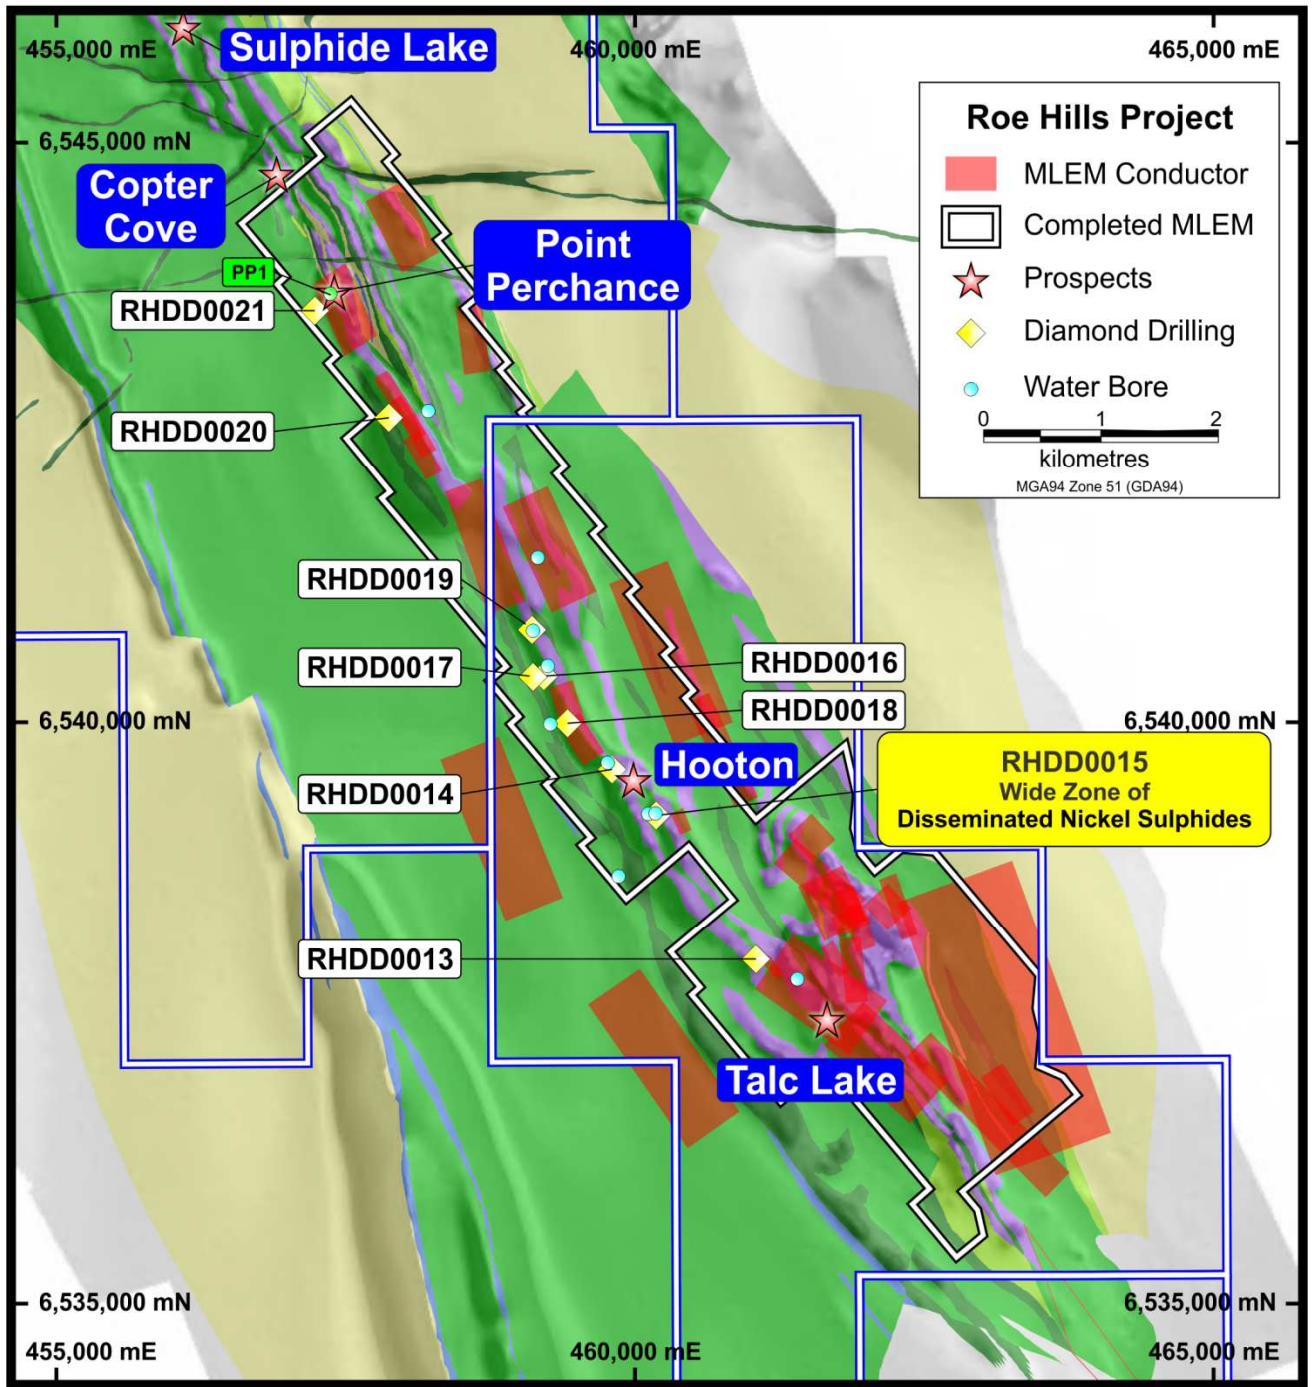 455,000 mE
460,000 mE
465,000 mE
Sulphide Lake
6,545,000 mN
Copter
Cove
Point
Perchance
PP1
RHDD0021
RHDD0020
Roe Hills Project
MLEM Conductor
Completed MLEM
Prospects
Diamond Drilling
Water Bore
0 1 2
kilometres
MGA94 Zone 51 (GDA94)
RHDD0019
RHDD0017
RHDD0016
RHDD0018
6,540,000 mN
6,540,000 mN
Hooton
RHDD0014
RHDD0015
Wide Zone of
Disseminated Nickel Sulphides
RHDD0013
Talc Lake
6,535,000 mN
6,535,000 mN
455,000 mE
460,000 mE
465,000 mE